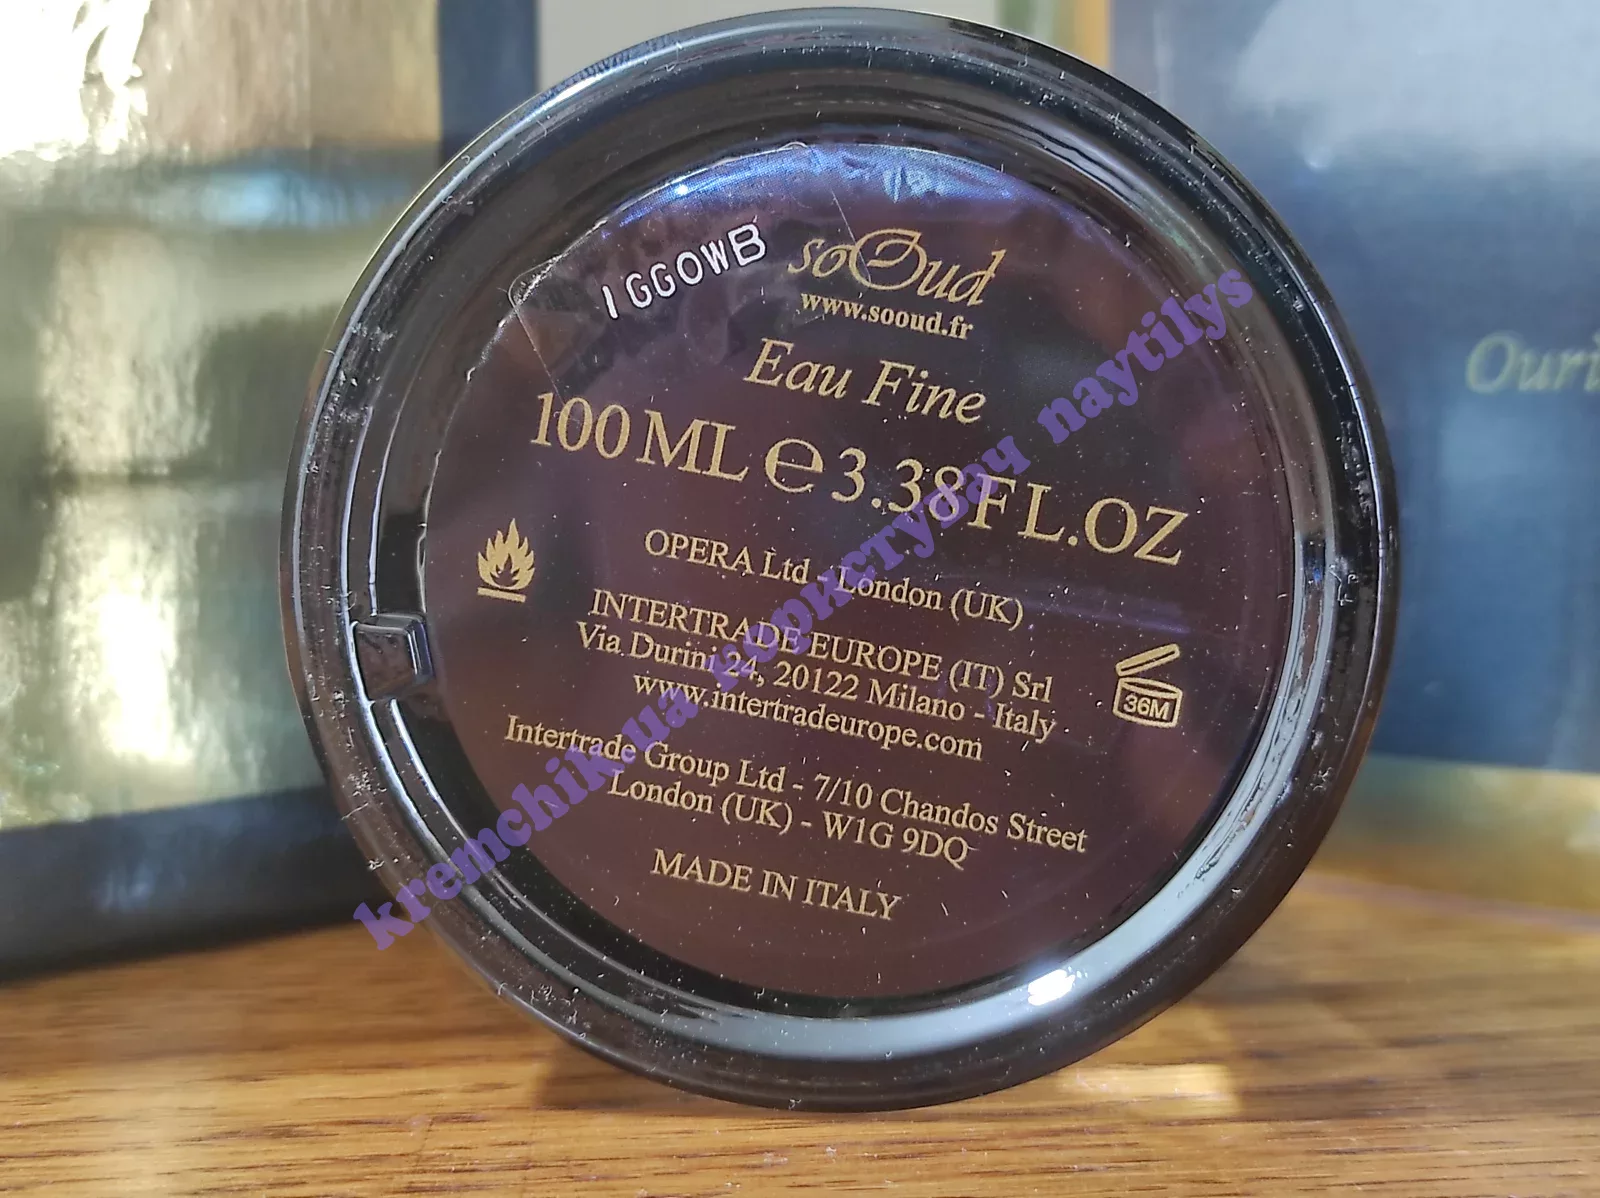 1GGOWB
soOud
www.sooud.fr
Eau Fine
100 ML ℮ 3.38 FL.OZ
OPERA Ltd - London (UK)
INTERTRADE EUROPE (IT) Srl
Via Durini 24, 20122 Milano - Italy
www.intertradeurope.com
36M
Intertrade Group Ltd - 7/10 Chandos Street
London (UK) - W1G 9DQ
MADE IN ITALY
kremchik.ua користувач naytilys